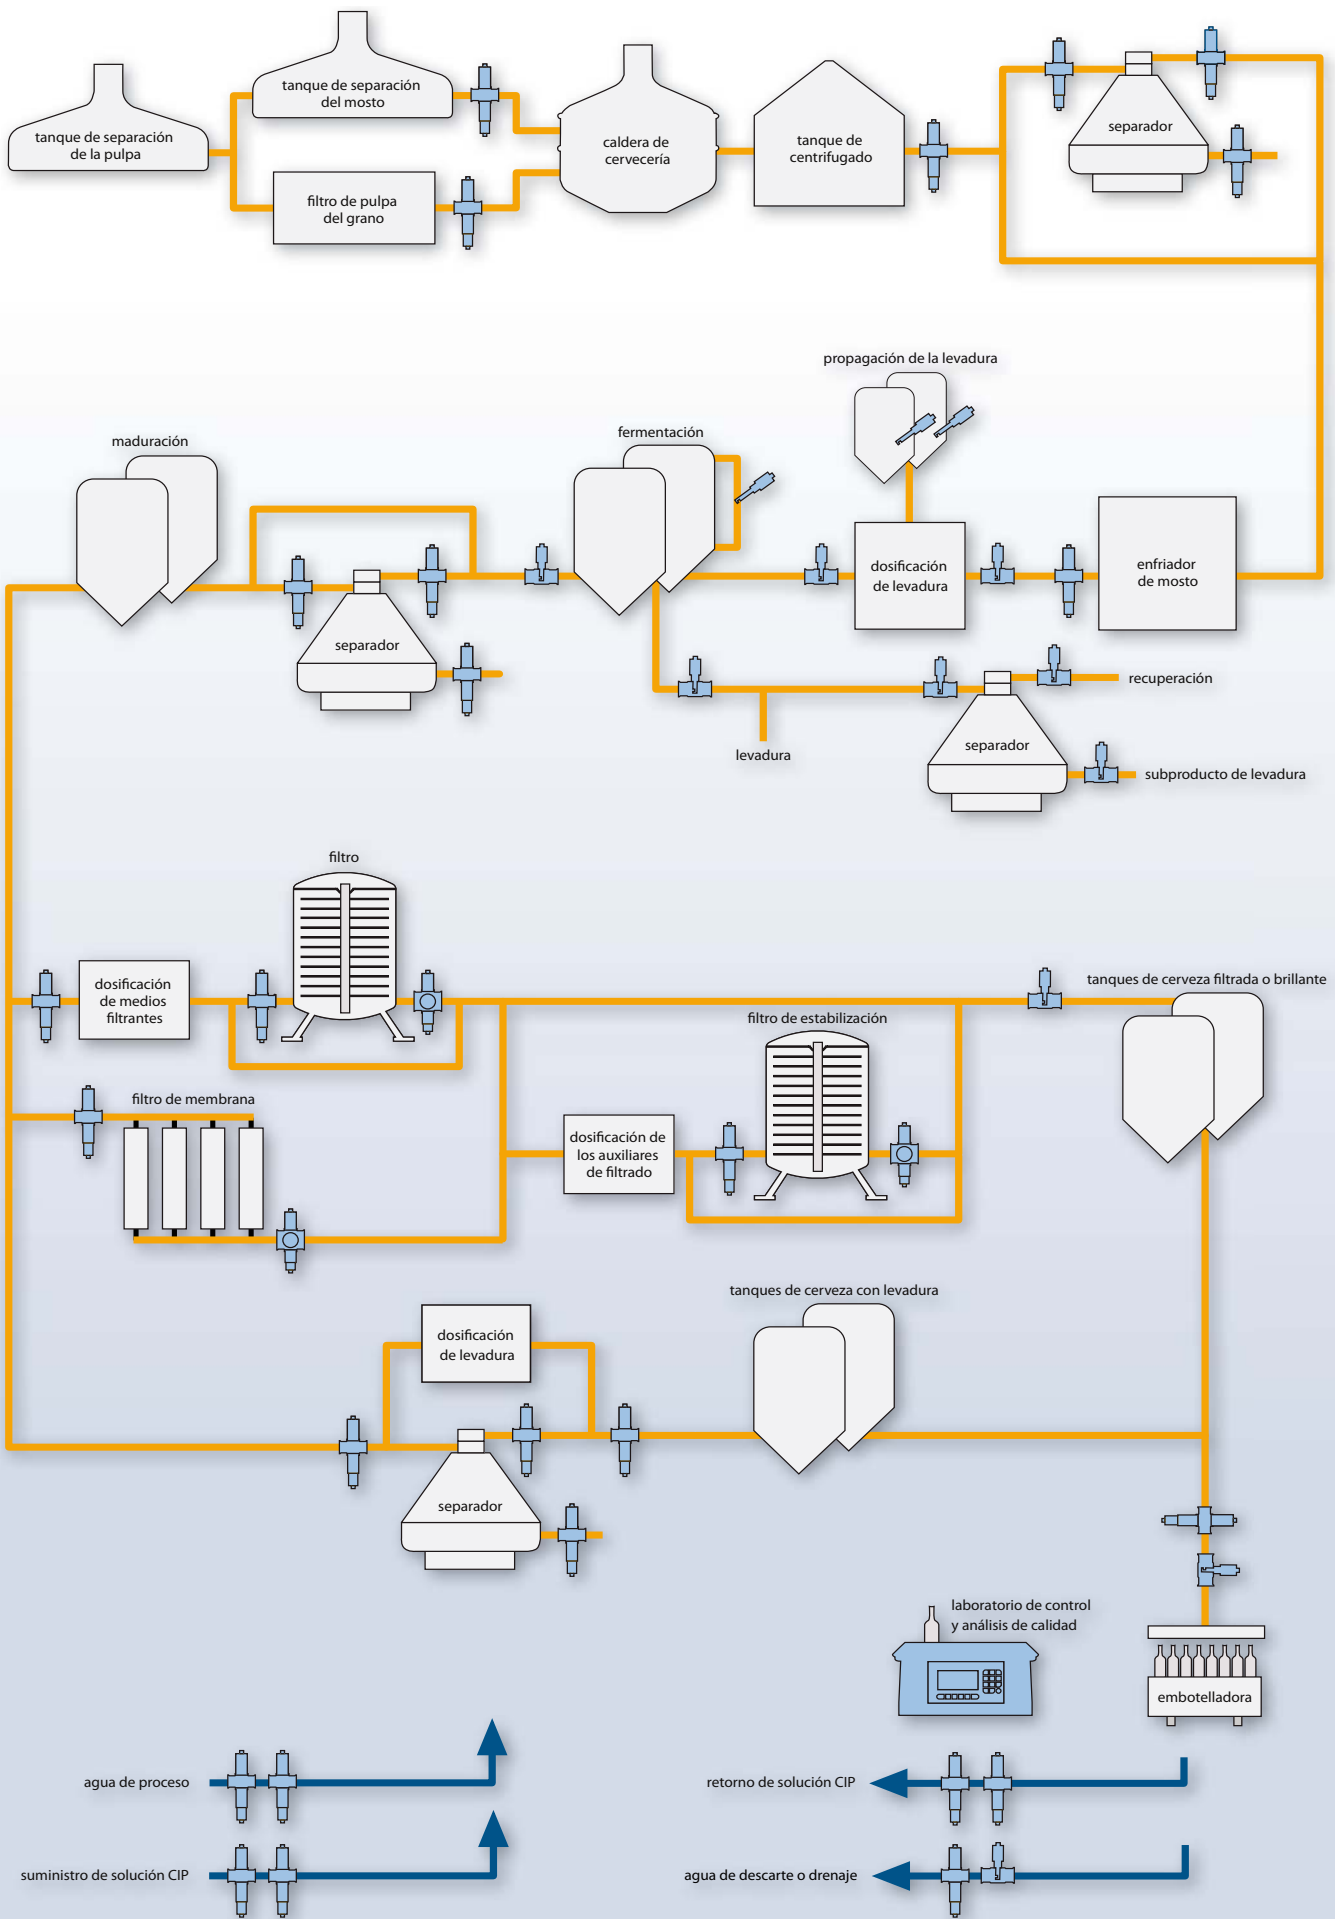 tanque de separación
del mosto
tanque de separación
de la pulpa
filtro de pulpa
del grano
caldera de
cervecería
tanque de
centrifugado
separador
propagación de la levadura
maduración
fermentación
dosificación
de levadura
enfriador
de mosto
separador
recuperación
levadura
separador
subproducto de levadura
filtro
dosificación
de medios
filtrantes
tanques de cerveza filtrada o brillante
filtro de estabilización
filtro de membrana
dosificación de
los auxiliares
de filtrado
tanques de cerveza con levadura
dosificación
de levadura
separador
laboratorio de control
y análisis de calidad
embotelladora
agua de proceso
retorno de solución CIP
suministro de solución CIP
agua de descarte o drenaje